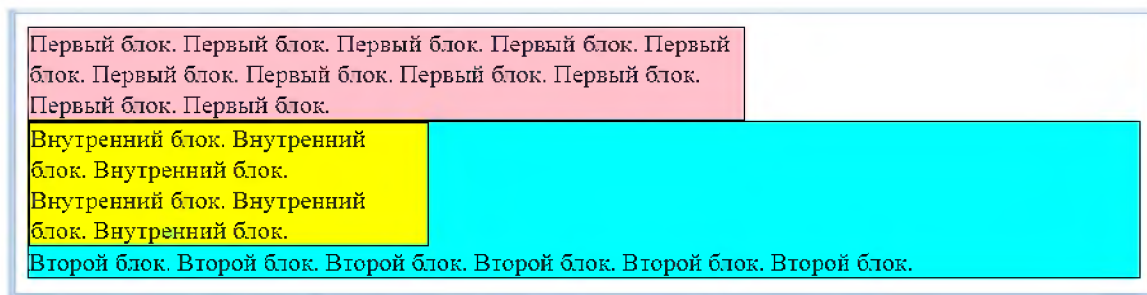 Первый блок. Первый блок. Первый блок. Первый блок. Первый
блок. Первый блок. Первый блок. Первый блок. Первый блок.
Первый блок. Первый блок.
Внутренний блок. Внутренний
блок. Внутренний блок.
Внутренний блок. Внутренний
блок. Внутренний блок.
Второй блок. Второй блок. Второй блок. Второй блок. Второй блок. Второй блок.